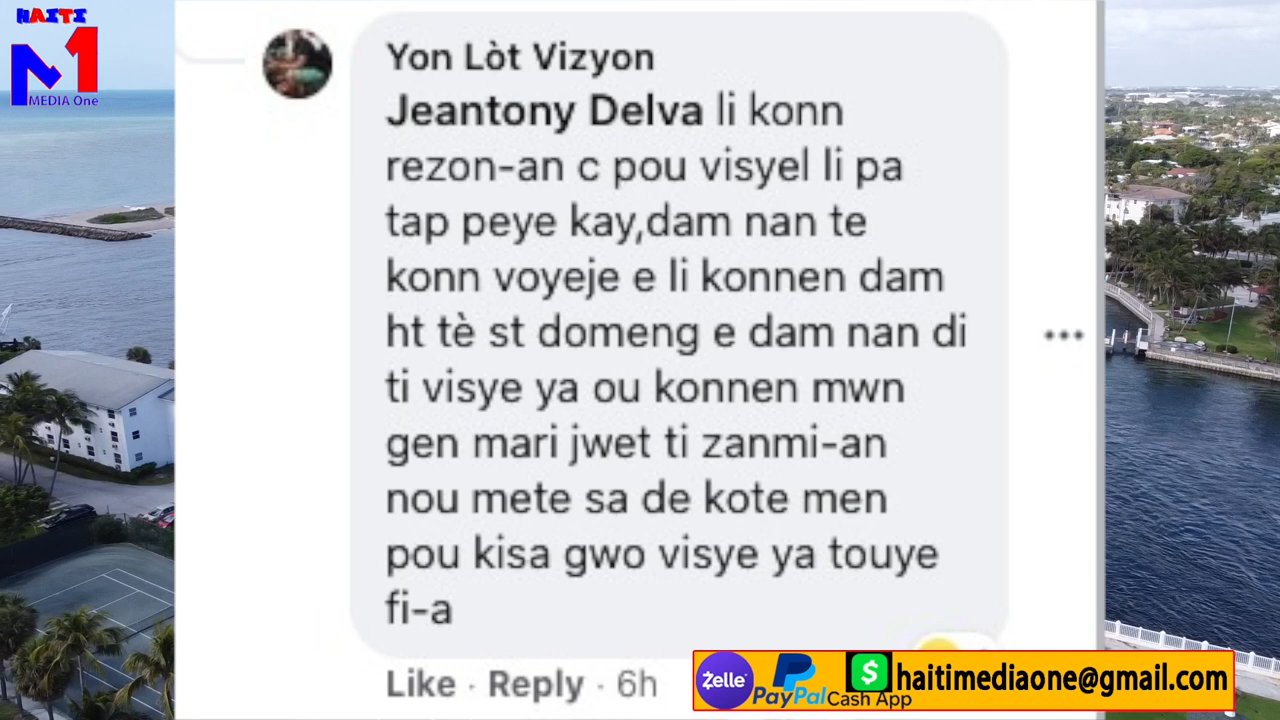 HAITI
M1
MEDIA One
Yon Lòt Vizyon
Jeantony Delva li konn
rezon-an c pou visyel li pa
tap peye kay,dam nan te
konn voyeje e li konnen dam
ht tè st domeng e dam nan di
ti visye ya ou konnen mwn
gen mari jwet ti zanmi-an
nou mete sa de kote men
pou kisa gwo visye ya touye
fi-a
Like · Reply · 6h
Zelle PayPal $ Cash App haitimediaone@gmail.com